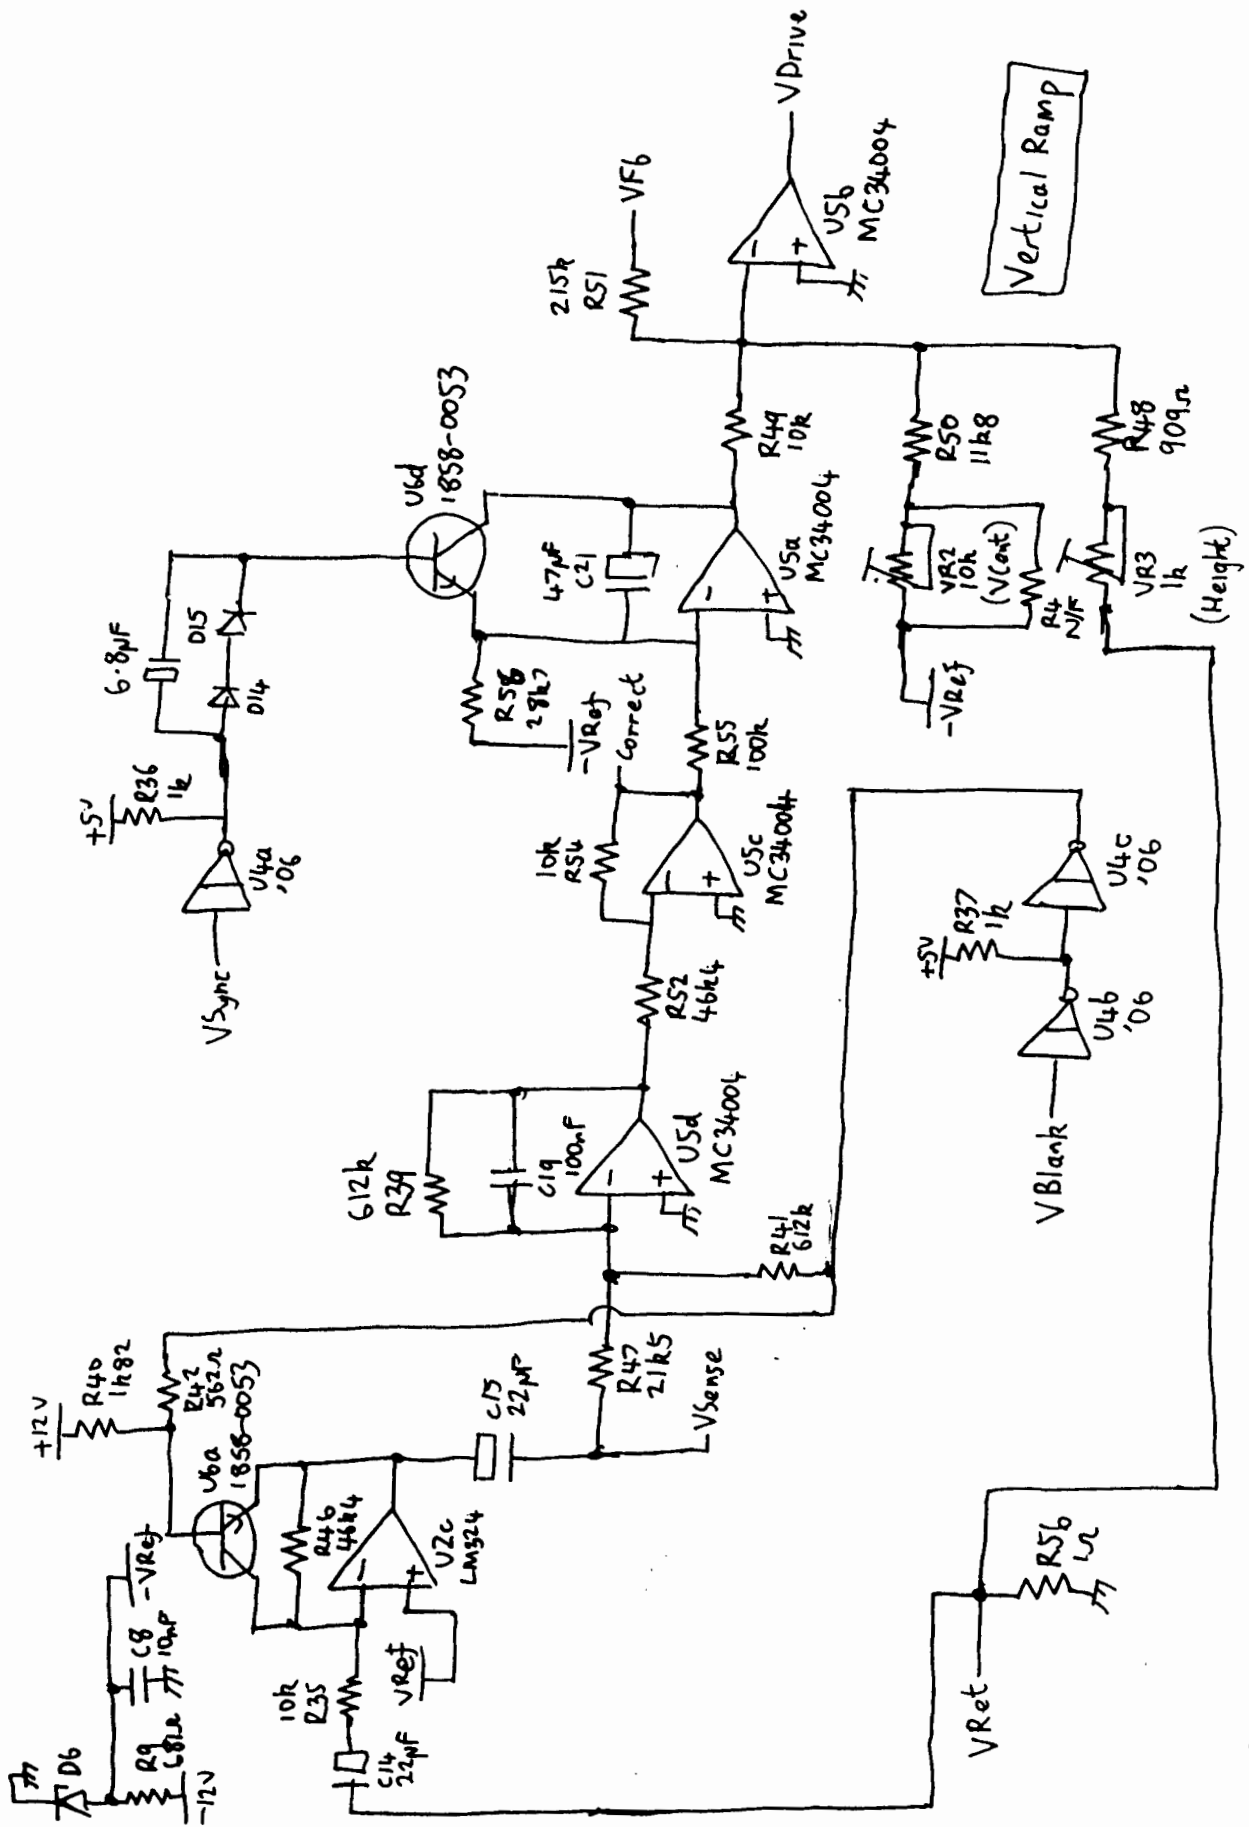 VSync
U4a
'06
+5v
R36
1k
6.8µF
D14
D15
U6d
1858-0053
47µF
C21
R58
28k7
-VRef
Correct
10k
R54
U5c
MC34004
R55
100k
U5a
MC34004
R49
10k
215k
R51
VFb
U5b
MC34004
VDrive
Vertical Ramp
R50
11k8
VR2
10k
(VCent)
R4
N/F
-VRef
R48
909Ω
VR3
1k
(Height)
612k
R39
C19
100nF
U5d
MC34004
R52
46k4
R41
612k
VBlank
U4b
'06
+5V
R37
1k
U4c
'06
D6
R9
681Ω
-12V
C8
10nF
-VRef
+12V
R40
1k82
R42
562Ω
U6a
1858-0053
R46
46k4
U2c
LM324
VRef
10k
R35
C14
22µF
C15
22µF
R47
21k5
VSense
VRet
R56
1Ω